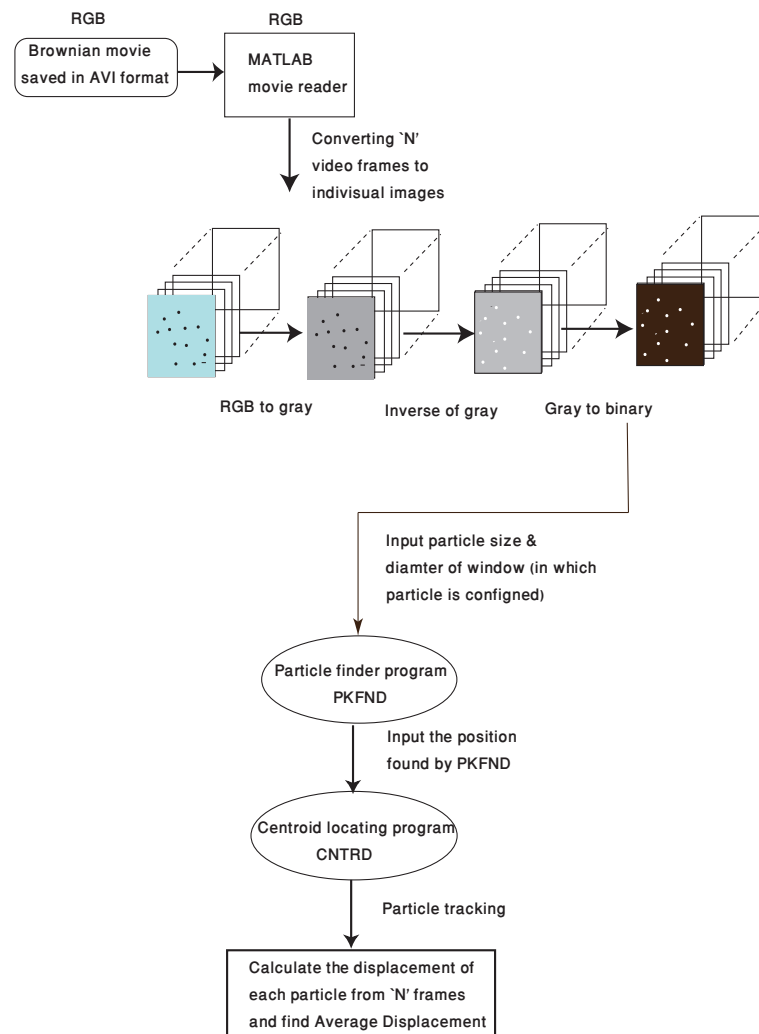 RGB
RGB
Brownian movie
saved in AVI format
MATLAB
movie reader
Converting `N'
video frames to
indivisual images
RGB to gray
Inverse of gray
Gray to binary
Input particle size &
diamter of window (in which
particle is configned)
Particle finder program
PKFND
Input the position
found by PKFND
Centroid locating program
CNTRD
Particle tracking
Calculate the displacement of
each particle from `N' frames
and find Average Displacement